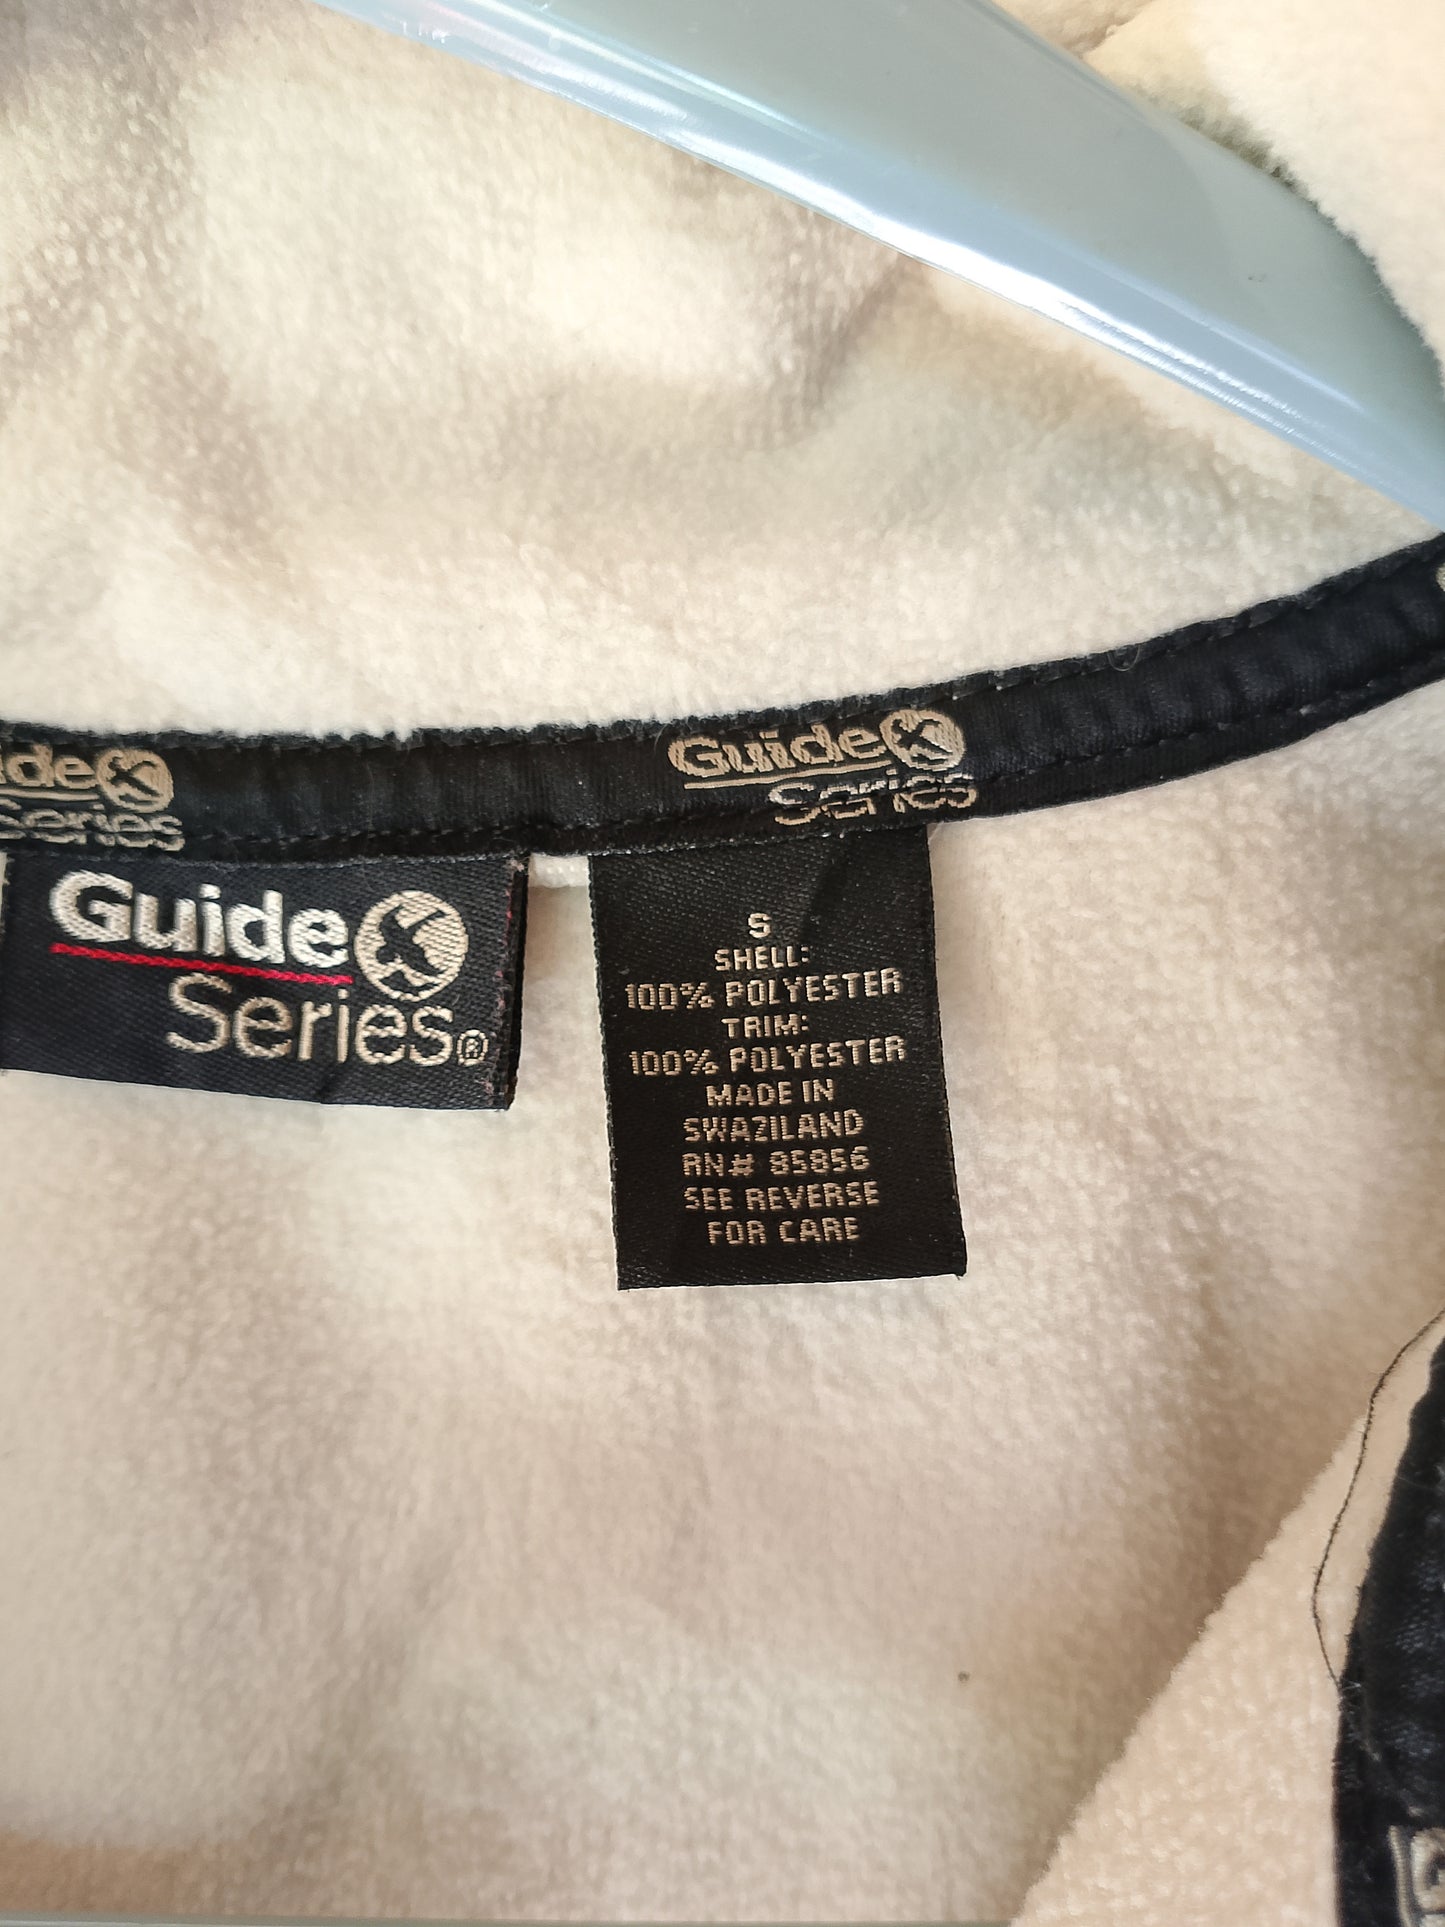 Guide
Series
ide
Series
Guide
Series®
S
SHELL:
100% POLYESTER
TRIM:
100% POLYESTER
MADE IN
SWAZILAND
RN# 85856
SEE REVERSE
FOR CARE